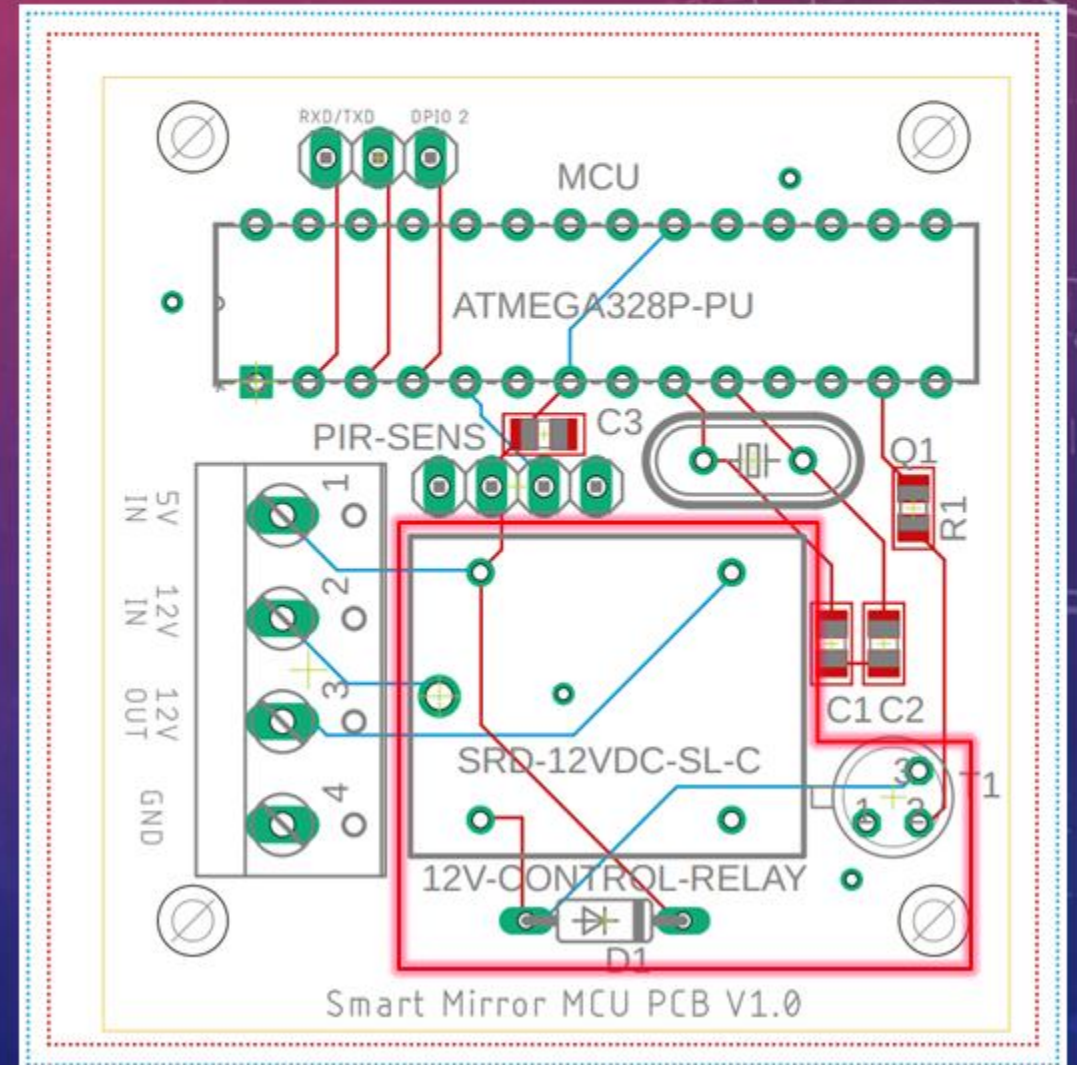 RXD/TXD DPIO 2
MCU
ATMEGA328P-PU
C3
PIR-SENS
Q1
R1
5V
IN
1
12V
IN
2
12V
OUT
3
GND
4
C1 C2
SRD-12VDC-SL-C
3
T1
1 2
12V-CONTROL-RELAY
D1
Smart Mirror MCU PCB V1.0